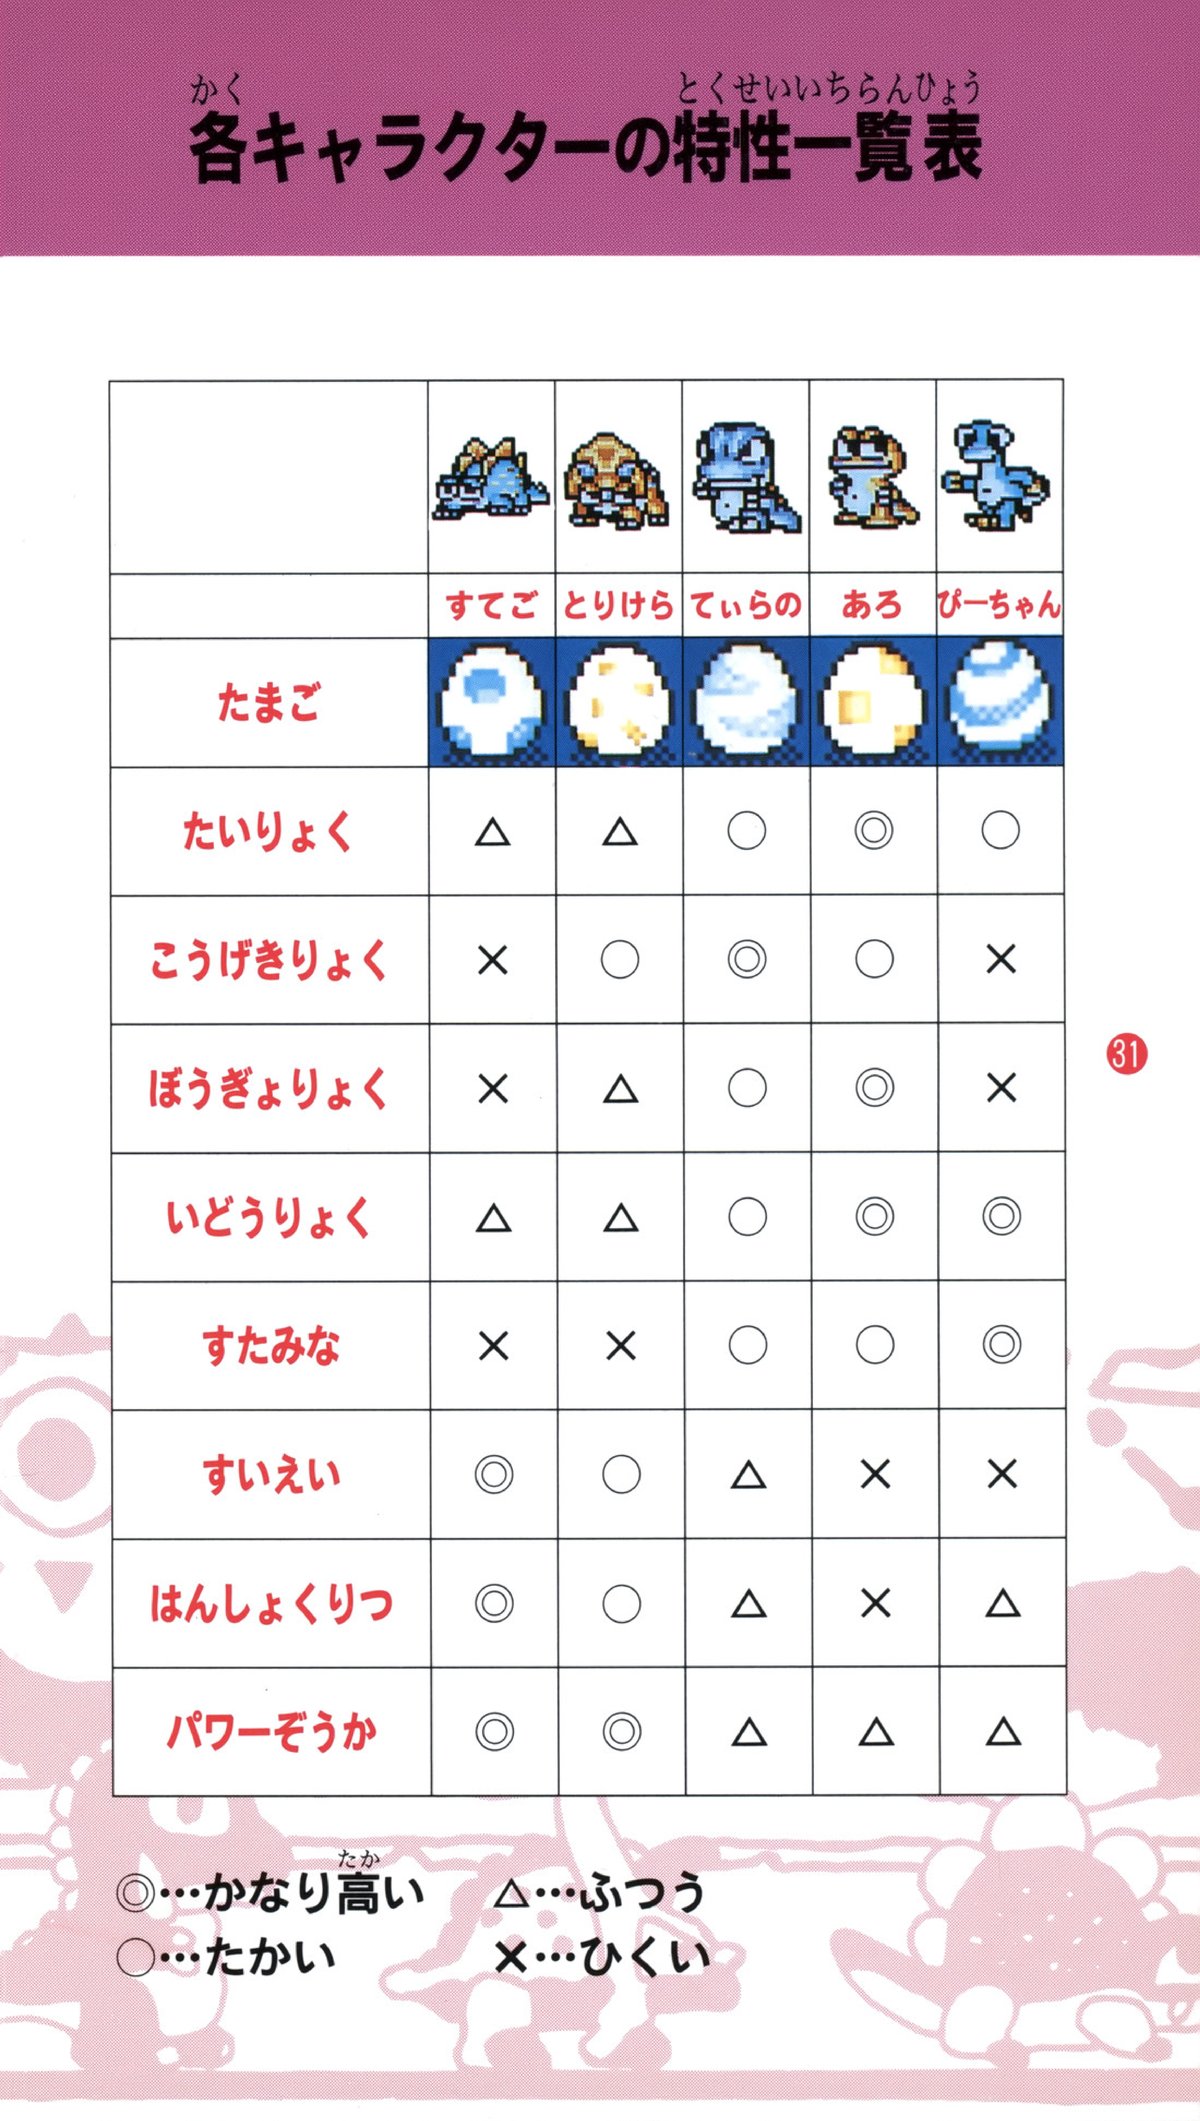 かく とくせいいちらんひょう
各キャラクターの特性一覧表
すてご とりけら てぃらの あろ ぴーちゃん
たまご
たいりょく △ △ ○ ◎ ○
こうげきりょく × ○ ◎ ○ ×
ぼうぎょりょく × △ ○ ◎ ×
いどうりょく △ △ ○ ◎ ◎
すたみな × × ○ ○ ◎
すいえい ◎ ○ △ × ×
はんしょくりつ ◎ ○ △ × △
パワーぞうか ◎ ◎ △ △ △
31
たか
◎…かなり高い △…ふつう
○…たかい ×…ひくい